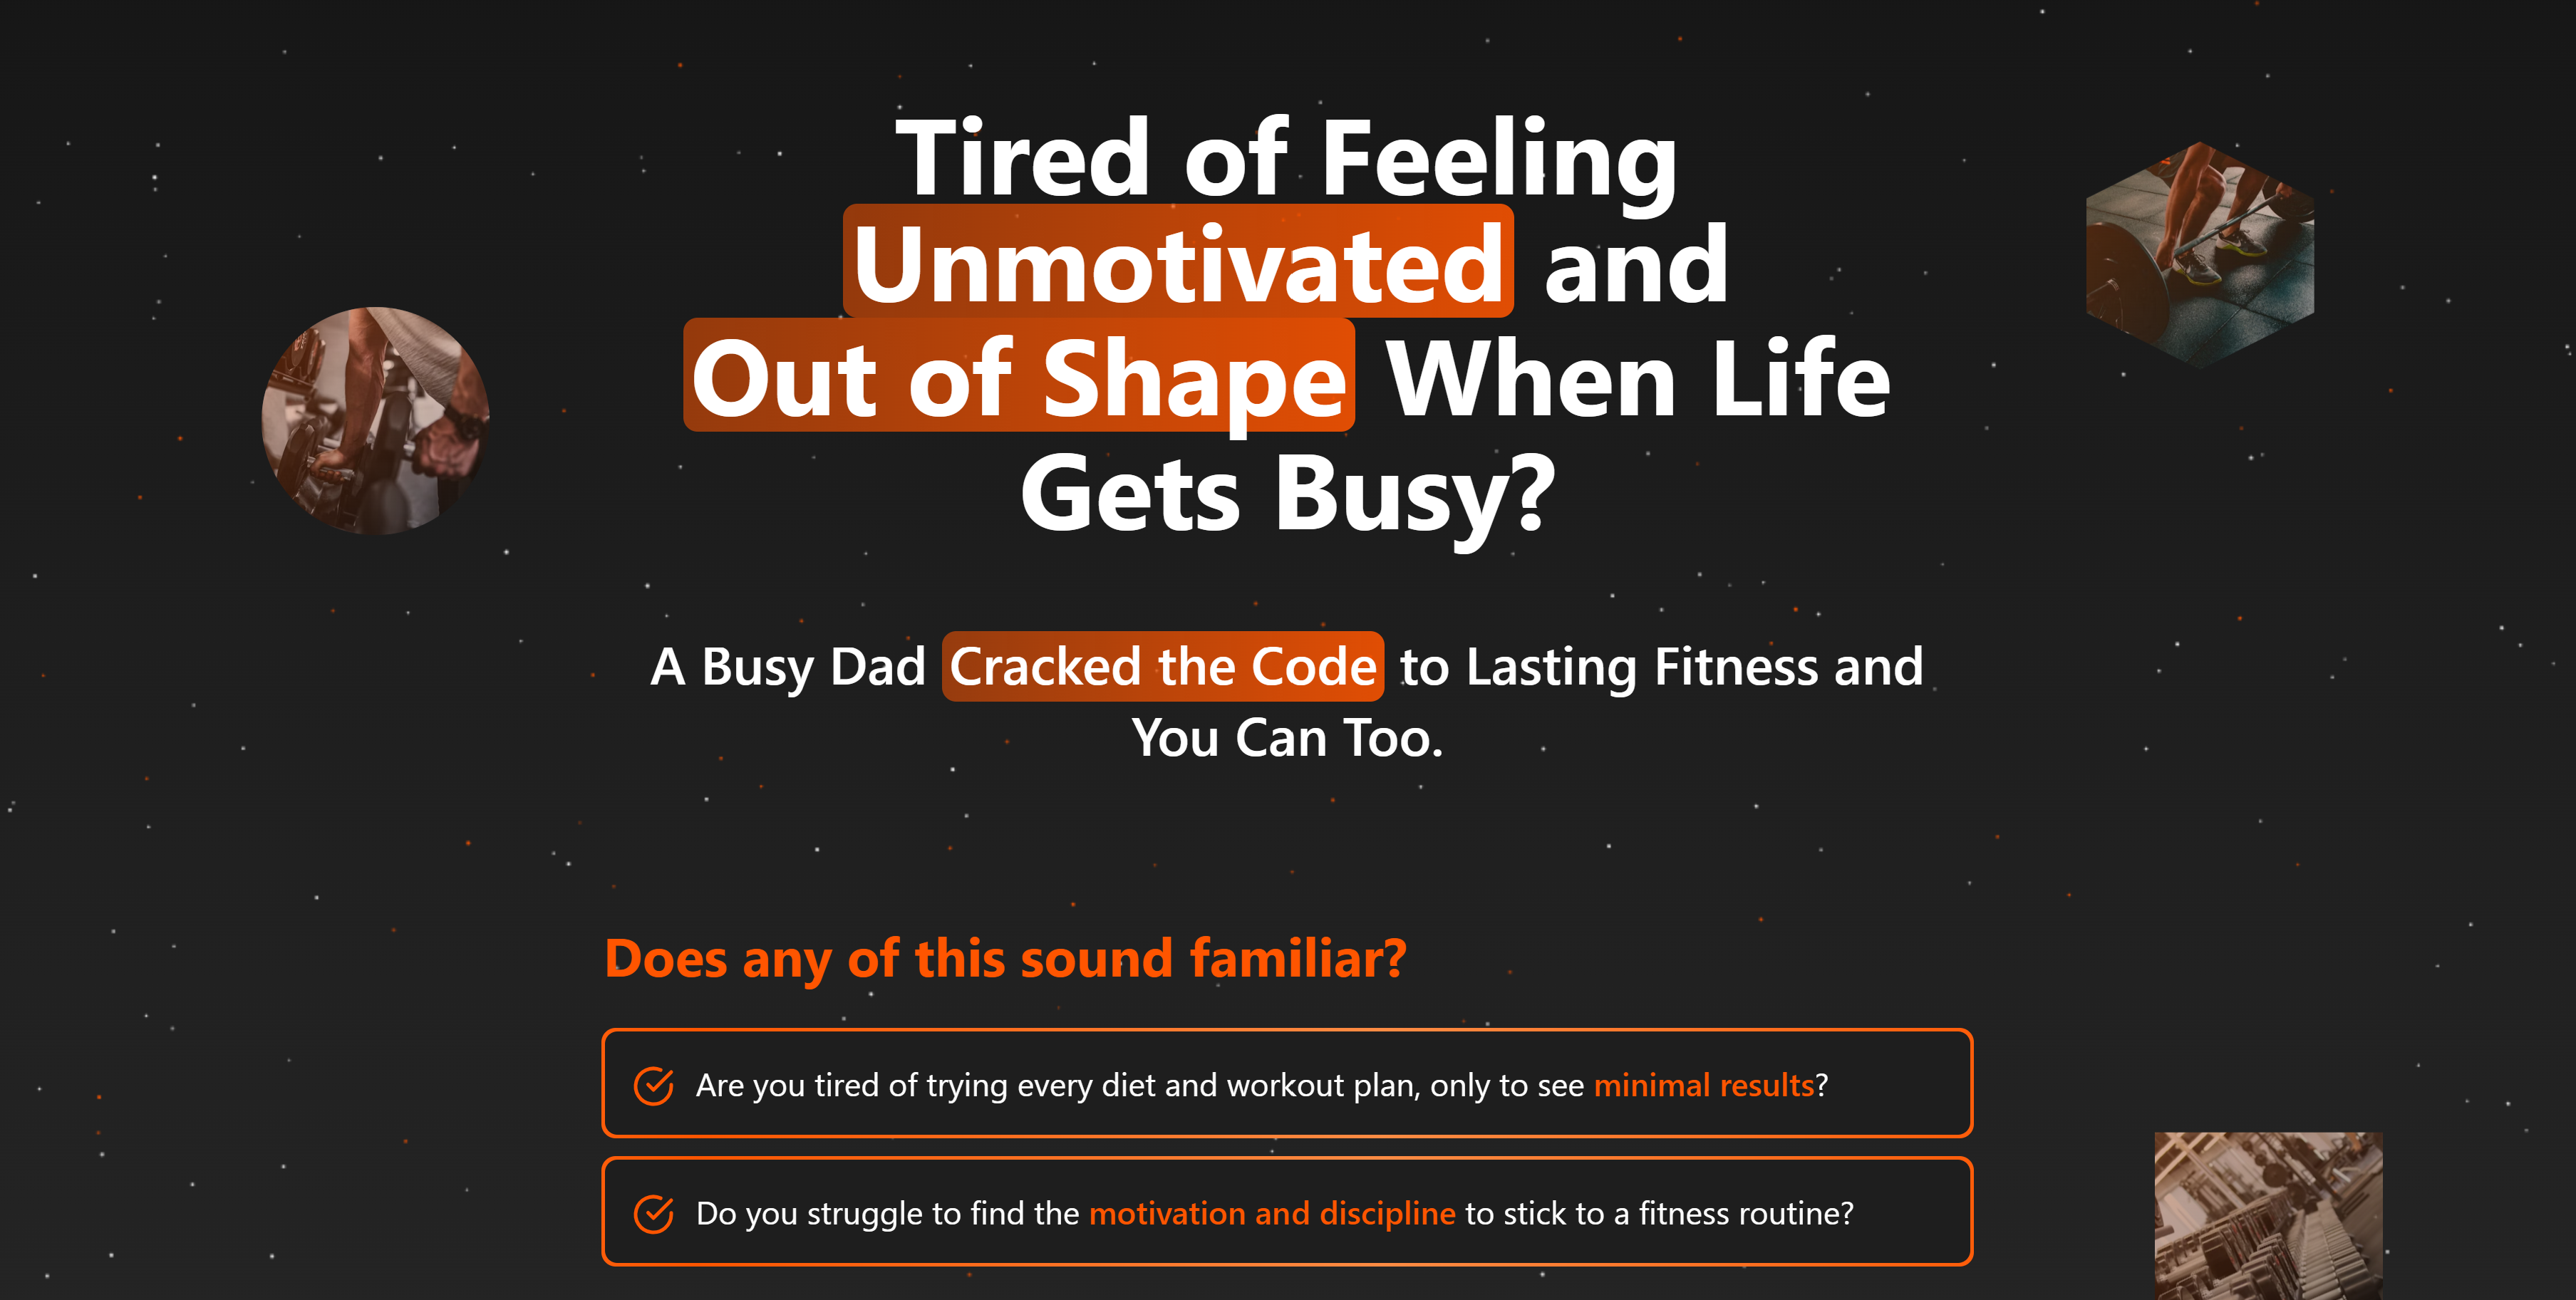 Tired of Feeling
Unmotivated and
Out of Shape When Life
Gets Busy?
A Busy Dad Cracked the Code to Lasting Fitness and
You Can Too.
Does any of this sound familiar?
Are you tired of trying every diet and workout plan, only to see minimal results?
Do you struggle to find the motivation and discipline to stick to a fitness routine?